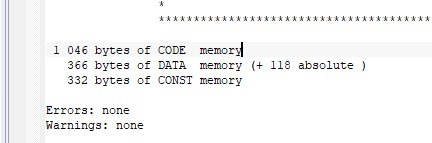 *
****************************************
1 046 bytes of CODE  memory
366 bytes of DATA  memory (+ 118 absolute )
332 bytes of CONST memory
Errors: none
Warnings: none